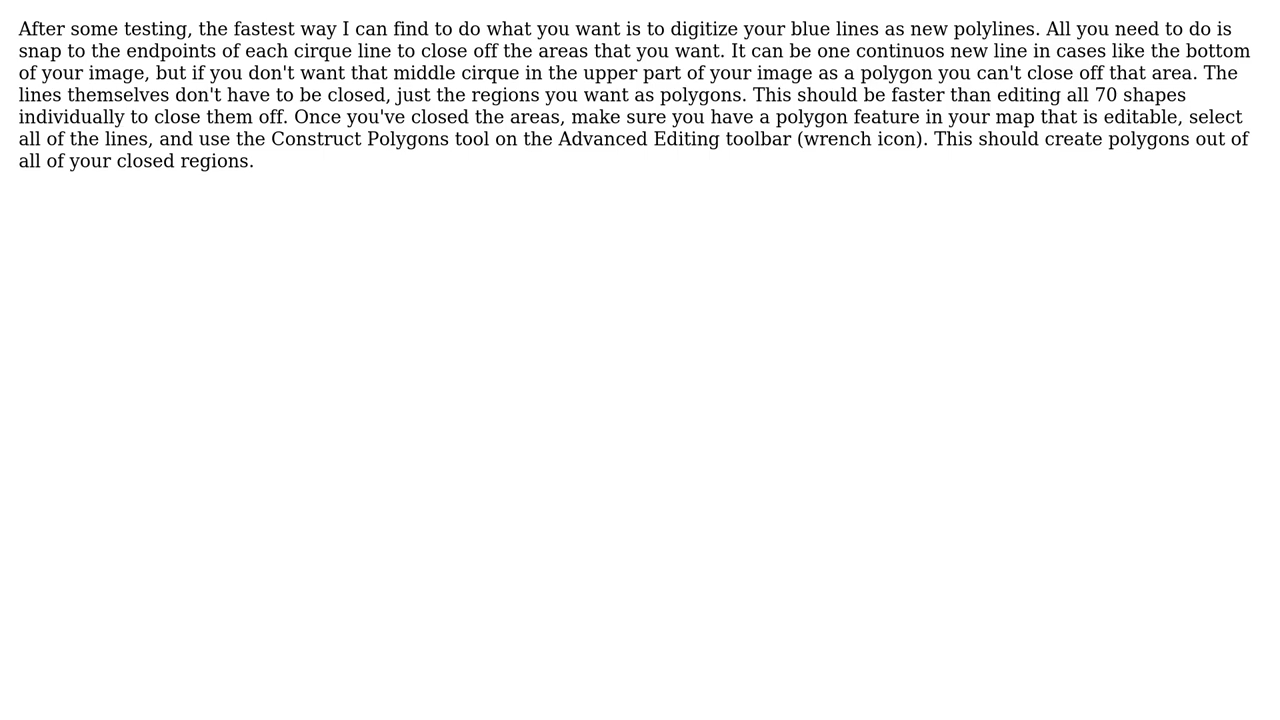 After some testing, the fastest way I can find to do what you want is to digitize your blue lines as new polylines. All you need to do is
snap to the endpoints of each cirque line to close off the areas that you want. It can be one continuos new line in cases like the bottom
of your image, but if you don't want that middle cirque in the upper part of your image as a polygon you can't close off that area. The
lines themselves don't have to be closed, just the regions you want as polygons. This should be faster than editing all 70 shapes
individually to close them off. Once you've closed the areas, make sure you have a polygon feature in your map that is editable, select
all of the lines, and use the Construct Polygons tool on the Advanced Editing toolbar (wrench icon). This should create polygons out of
all of your closed regions.